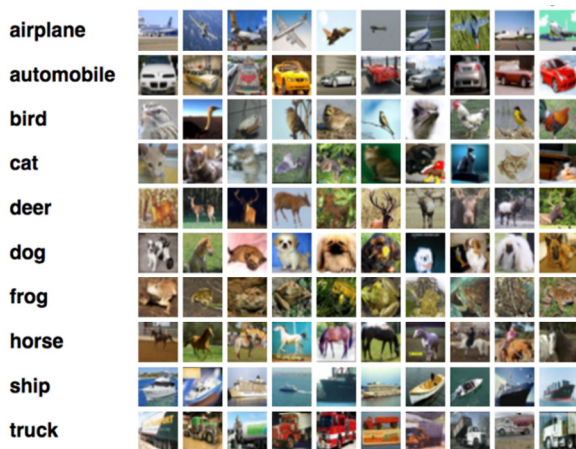 airplane
automobile
bird
cat
deer
dog
frog
horse
ship
truck